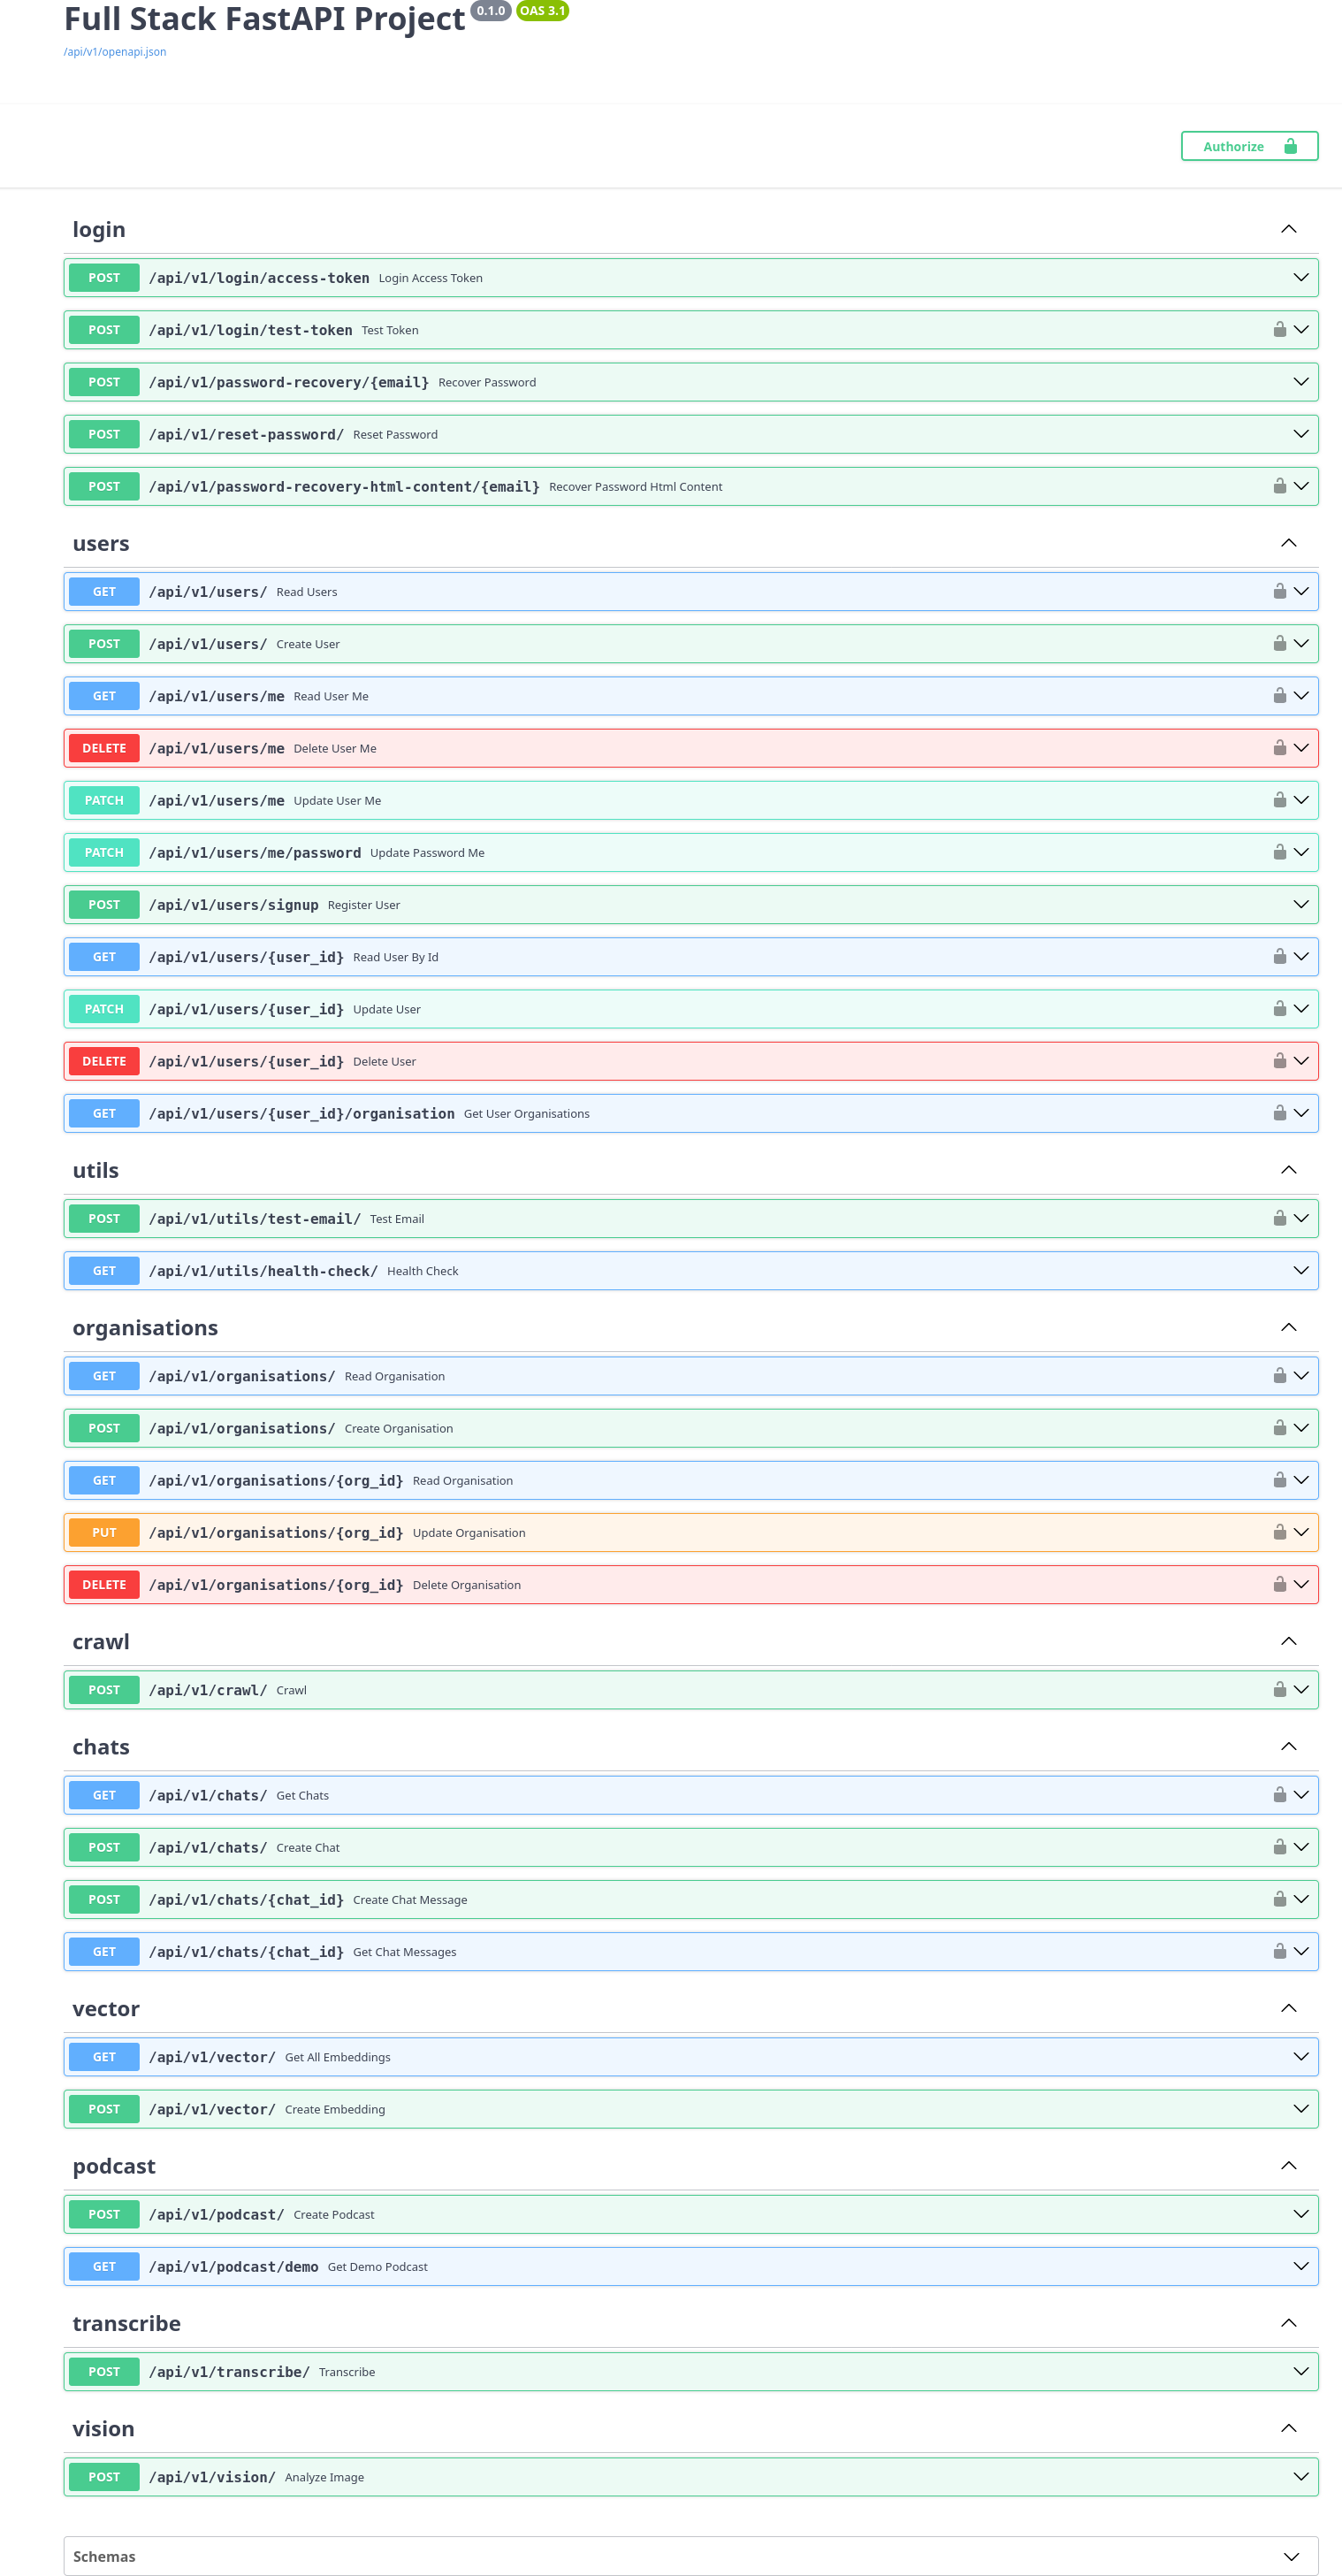 Full Stack FastAPI Project 0.1.0 OAS 3.1
/api/v1/openapi.json
Authorize
login
POST /api/v1/login/access-token Login Access Token
POST /api/v1/login/test-token Test Token
POST /api/v1/password-recovery/{email} Recover Password
POST /api/v1/reset-password/ Reset Password
POST /api/v1/password-recovery-html-content/{email} Recover Password Html Content
users
GET /api/v1/users/ Read Users
POST /api/v1/users/ Create User
GET /api/v1/users/me Read User Me
DELETE /api/v1/users/me Delete User Me
PATCH /api/v1/users/me Update User Me
PATCH /api/v1/users/me/password Update Password Me
POST /api/v1/users/signup Register User
GET /api/v1/users/{user_id} Read User By Id
PATCH /api/v1/users/{user_id} Update User
DELETE /api/v1/users/{user_id} Delete User
GET /api/v1/users/{user_id}/organisation Get User Organisations
utils
POST /api/v1/utils/test-email/ Test Email
GET /api/v1/utils/health-check/ Health Check
organisations
GET /api/v1/organisations/ Read Organisation
POST /api/v1/organisations/ Create Organisation
GET /api/v1/organisations/{org_id} Read Organisation
PUT /api/v1/organisations/{org_id} Update Organisation
DELETE /api/v1/organisations/{org_id} Delete Organisation
crawl
POST /api/v1/crawl/ Crawl
chats
GET /api/v1/chats/ Get Chats
POST /api/v1/chats/ Create Chat
POST /api/v1/chats/{chat_id} Create Chat Message
GET /api/v1/chats/{chat_id} Get Chat Messages
vector
GET /api/v1/vector/ Get All Embeddings
POST /api/v1/vector/ Create Embedding
podcast
POST /api/v1/podcast/ Create Podcast
GET /api/v1/podcast/demo Get Demo Podcast
transcribe
POST /api/v1/transcribe/ Transcribe
vision
POST /api/v1/vision/ Analyze Image
Schemas